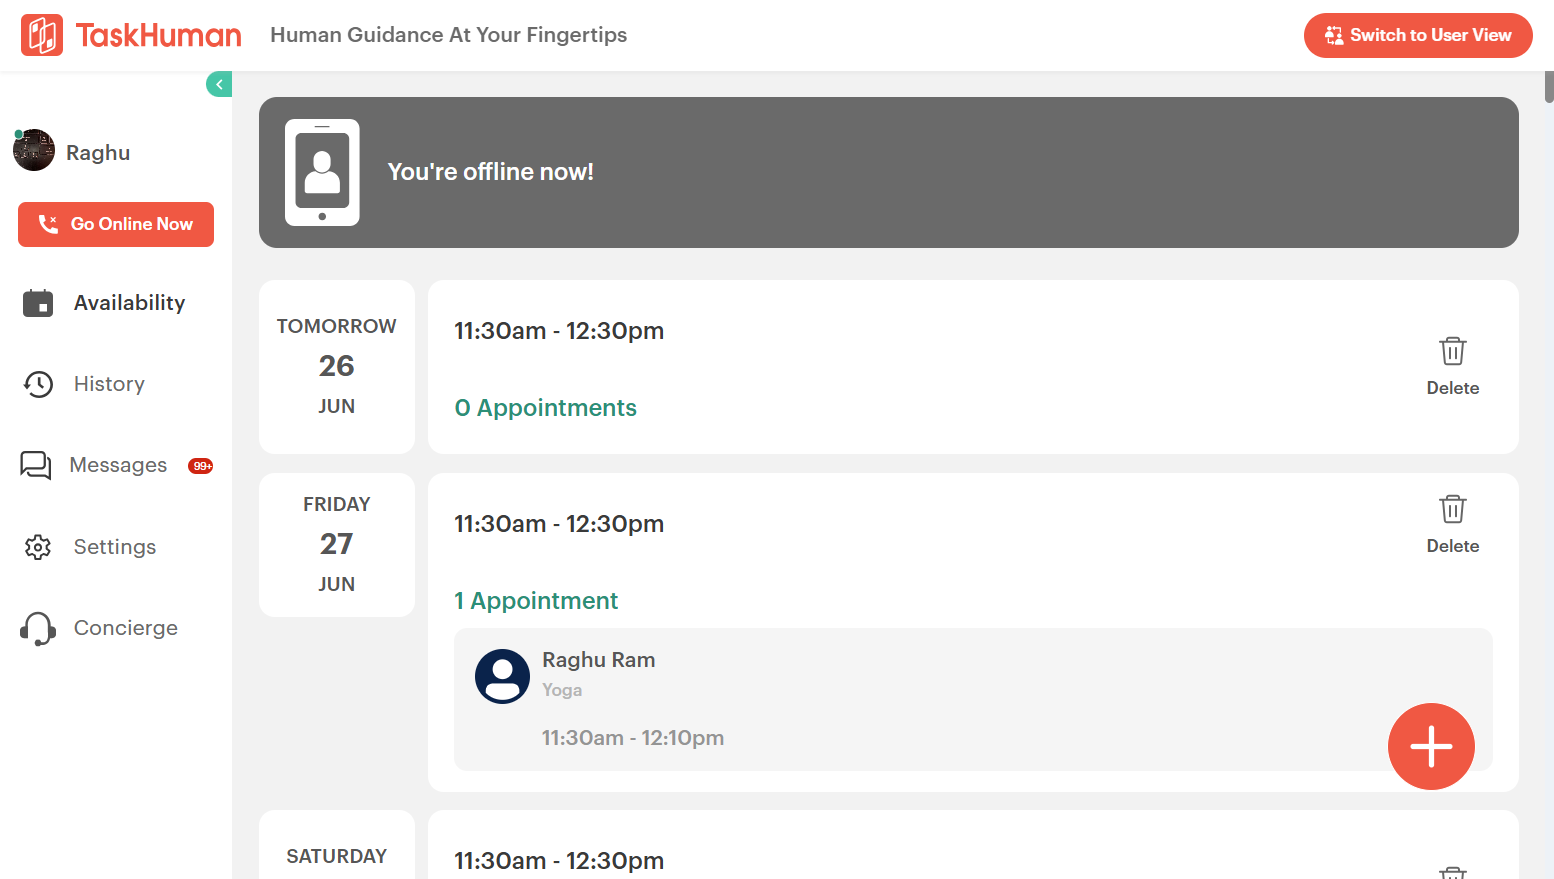 TaskHuman
Human Guidance At Your Fingertips
Switch to User View
Raghu
Go Online Now
Availability
History
Messages
99+
Settings
Concierge
You're offline now!
TOMORROW
26
JUN
11:30am - 12:30pm
0 Appointments
Delete
FRIDAY
27
JUN
11:30am - 12:30pm
1 Appointment
Delete
Raghu Ram
Yoga
11:30am - 12:10pm
SATURDAY
11:30am - 12:30pm